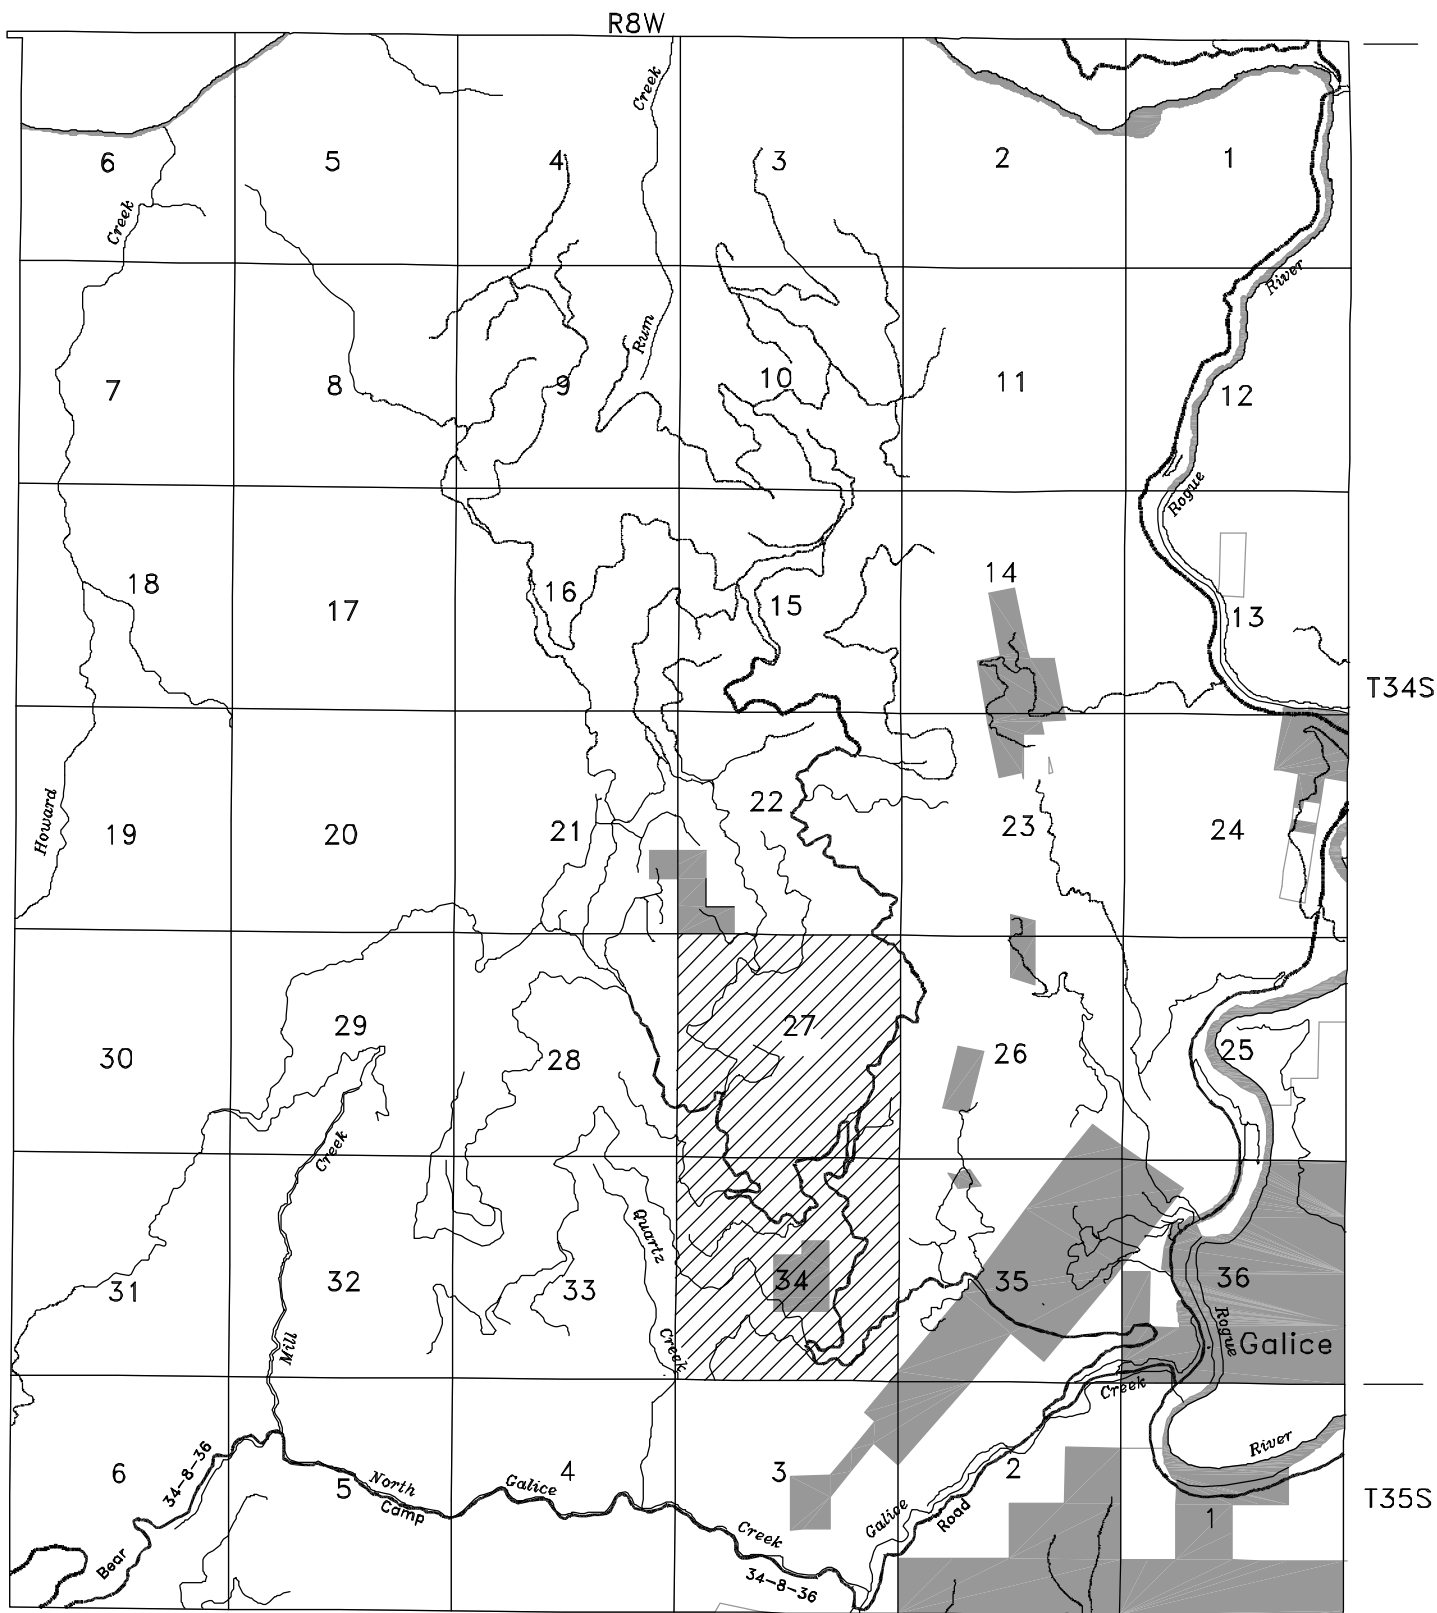 R8W
Creek
6
5
4
3
2
1
Creek
River
Rum
7
8
9
10
11
12
Rogue
18
17
16
15
14
13
T34S
Howard
19
20
21
22
23
24
30
29
28
27
26
25
Creek
Quartz
31
32
33
34
35
36
Mill
Creek
Rogue
Galice
Creek
River
6
34-8-36
5
North
Camp
Galice
4
3
2
Galice
Road
1
T35S
Bear
Creek
34-8-36